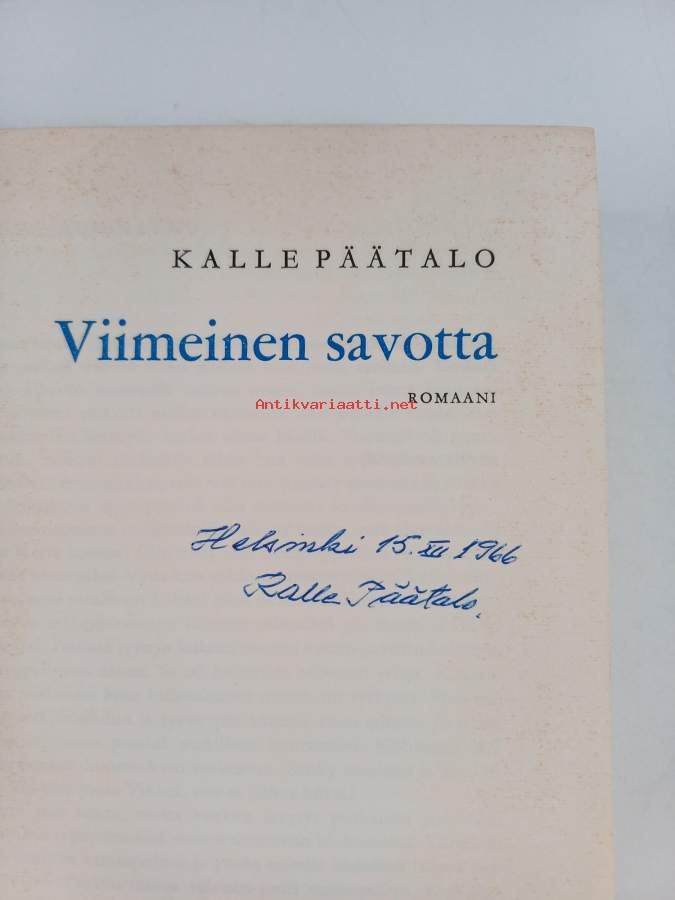 KALLE PÄÄTALO
Viimeinen savotta
ROMAANI
Antikvariaatti.net
Helsinki 15.XII 1966
Kalle Päätalo.